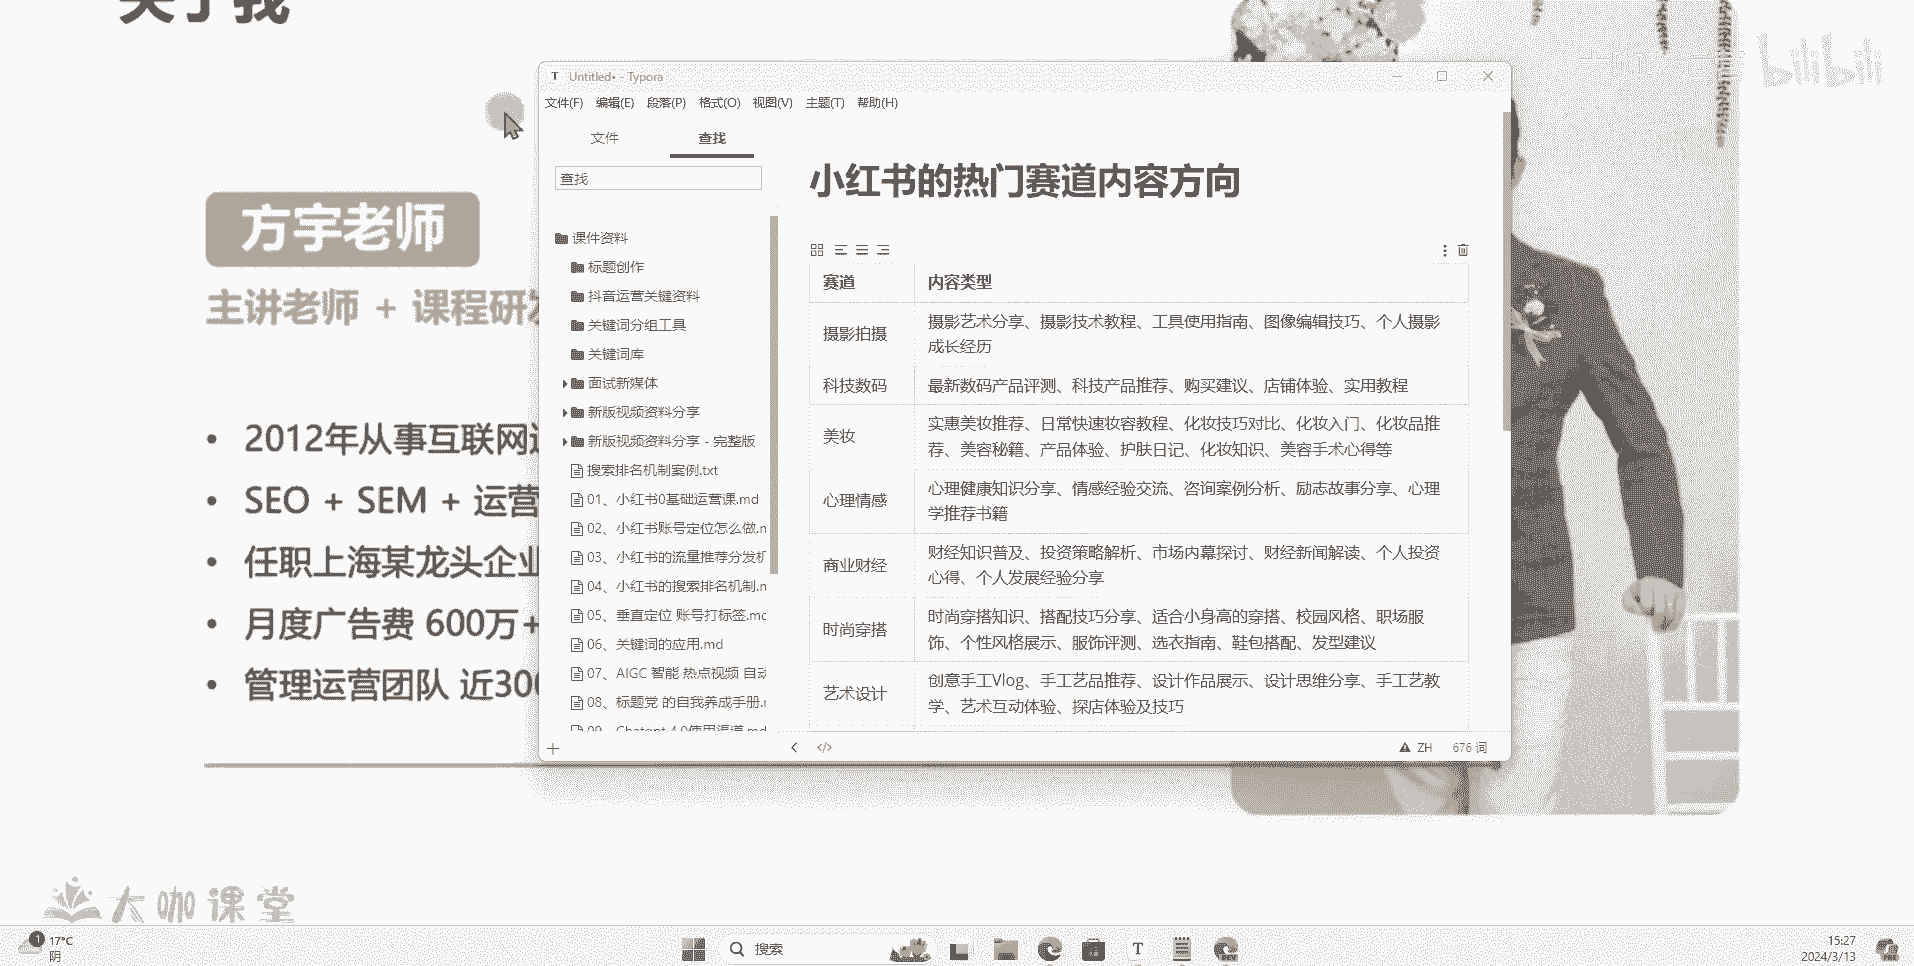 关于我
bilibili
方宇老师
主讲老师 + 课程研发
2012年从事互联网
SEO + SEM + 运营
任职上海某龙头企业
月度广告费 600万+
管理运营团队 近300
Untitled• - Typora
文件(F) 编辑(E) 段落(P) 格式(O) 视图(V) 主题(T) 帮助(H)
文件 查找
查找
课件资料
标题创作
抖音运营关键资料
关键词分组工具
关键词库
面试新媒体
新版视频资料分享
新版视频资料分享 - 完整版
搜索排名机制案例.txt
01、小红书0基础运营课.md
02、小红书账号定位怎么做.m
03、小红书的流量推荐分发机
04、小红书的搜索排名机制.m
05、垂直定位 账号打标签.mc
06、关键词的应用.md
07、AIGC 智能 热点视频 自动
08、标题党 的自我养成手册.m
09、Chatgpt 4.0使用渠道.md
小红书的热门赛道内容方向
赛道 内容类型
摄影拍摄 摄影艺术分享、摄影技术教程、工具使用指南、图像编辑技巧、个人摄影
成长经历
科技数码 最新数码产品评测、科技产品推荐、购买建议、店铺体验、实用教程
美妆 实惠美妆推荐、日常快速妆容教程、化妆技巧对比、化妆入门、化妆品推
荐、美容秘籍、产品体验、护肤日记、化妆知识、美容手术心得等
心理情感 心理健康知识分享、情感经验交流、咨询案例分析、励志故事分享、心理
学推荐书籍
商业财经 财经知识普及、投资策略解析、市场内幕探讨、财经新闻解读、个人投资
心得、个人发展经验分享
时尚穿搭 时尚穿搭知识、搭配技巧分享、适合小身高的穿搭、校园风格、职场服
饰、个性风格展示、服饰评测、选衣指南、鞋包搭配、发型建议
艺术设计 创意手工Vlog、手工艺品推荐、设计作品展示、设计思维分享、手工艺教
学、艺术互动体验、探店体验及技巧
ZH 676 词
大咖课堂
1 17°C
阴
搜索
T
DEV
15:27
2024/3/13
PRE